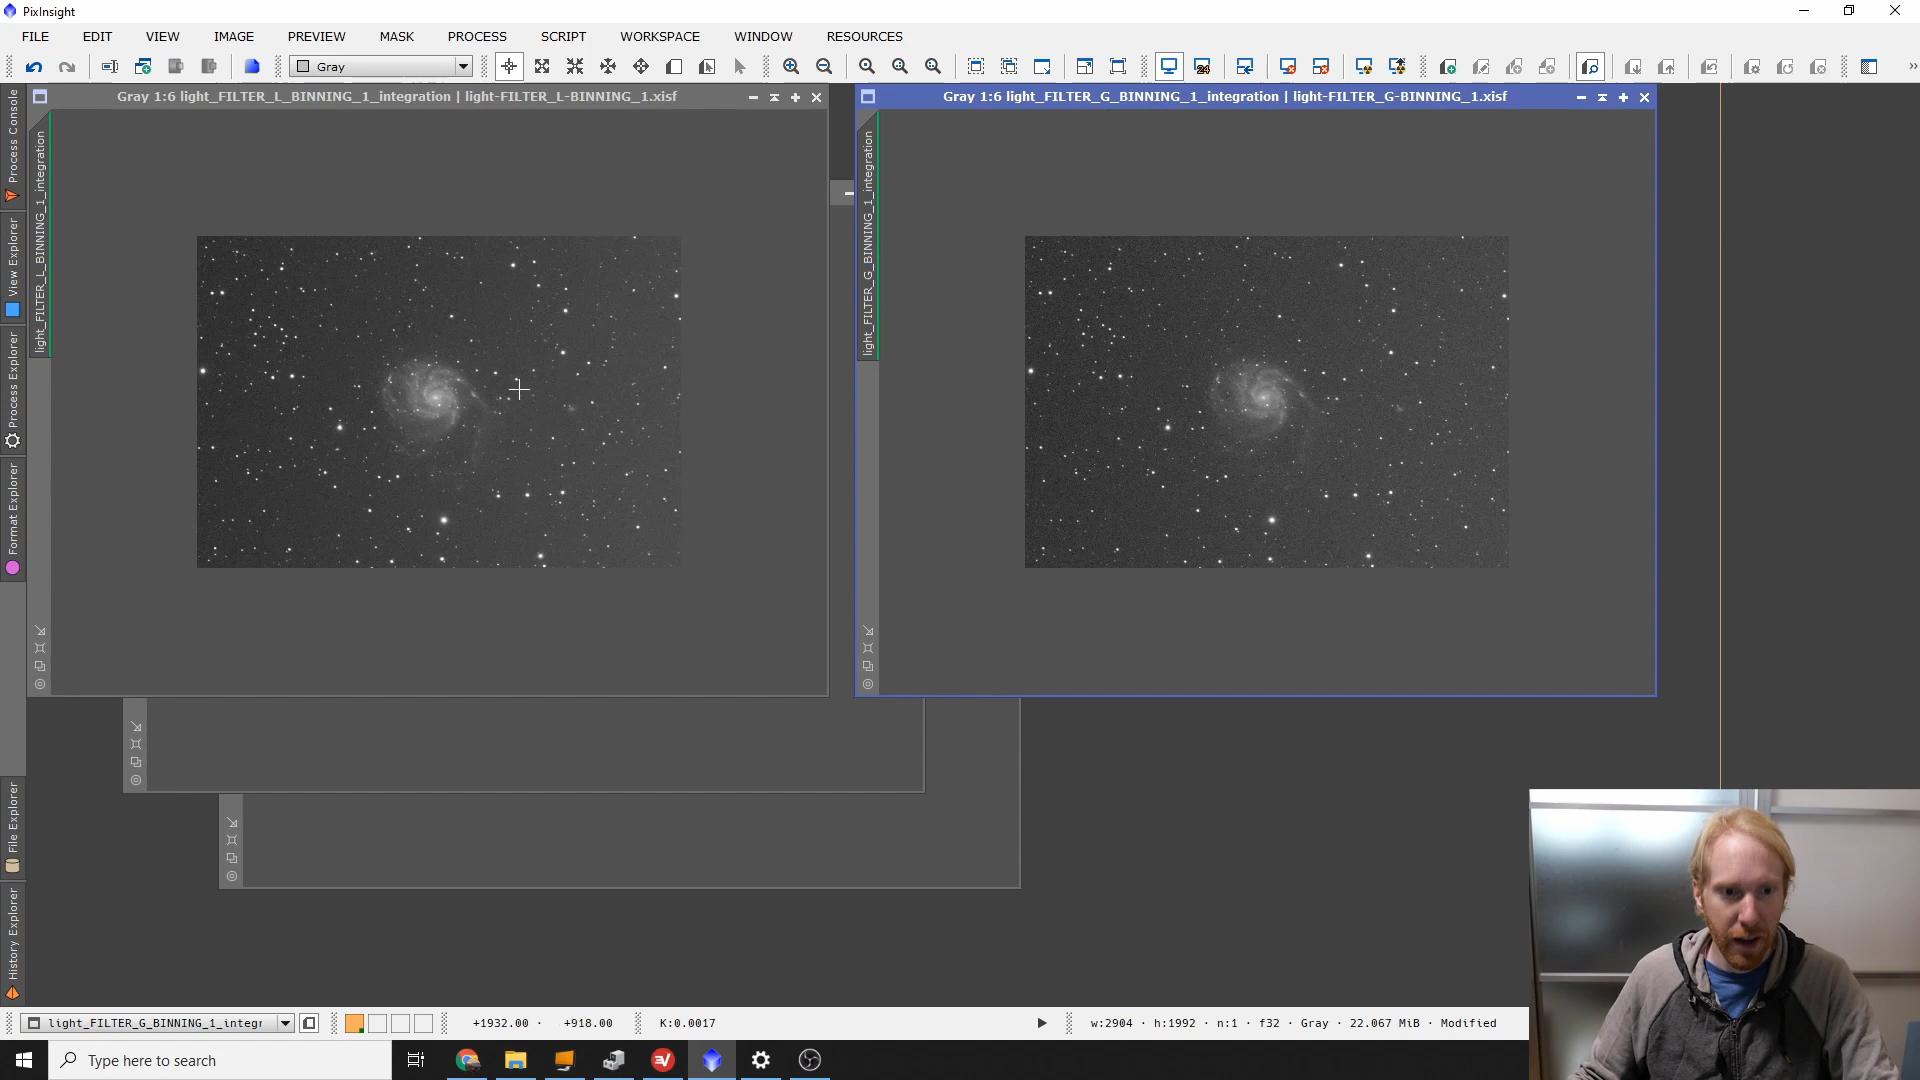 PixInsight
FILE EDIT VIEW IMAGE PREVIEW MASK PROCESS SCRIPT WORKSPACE WINDOW RESOURCES
Gray
24
Gray 1:6 light_FILTER_L_BINNING_1_integration | light-FILTER_L-BINNING_1.xisf
Gray 1:6 light_FILTER_G_BINNING_1_integration | light-FILTER_G-BINNING_1.xisf
Process Console
View Explorer
Process Explorer
Format Explorer
File Explorer
History Explorer
light_FILTER_L_BINNING_1_integration
light_FILTER_G_BINNING_1_integration
light_FILTER_G_BINNING_1_integr
+1932.00 · +918.00
K:0.0017
w:2904 · h:1992 · n:1 · f32 · Gray · 22.067 MiB · Modified
Type here to search